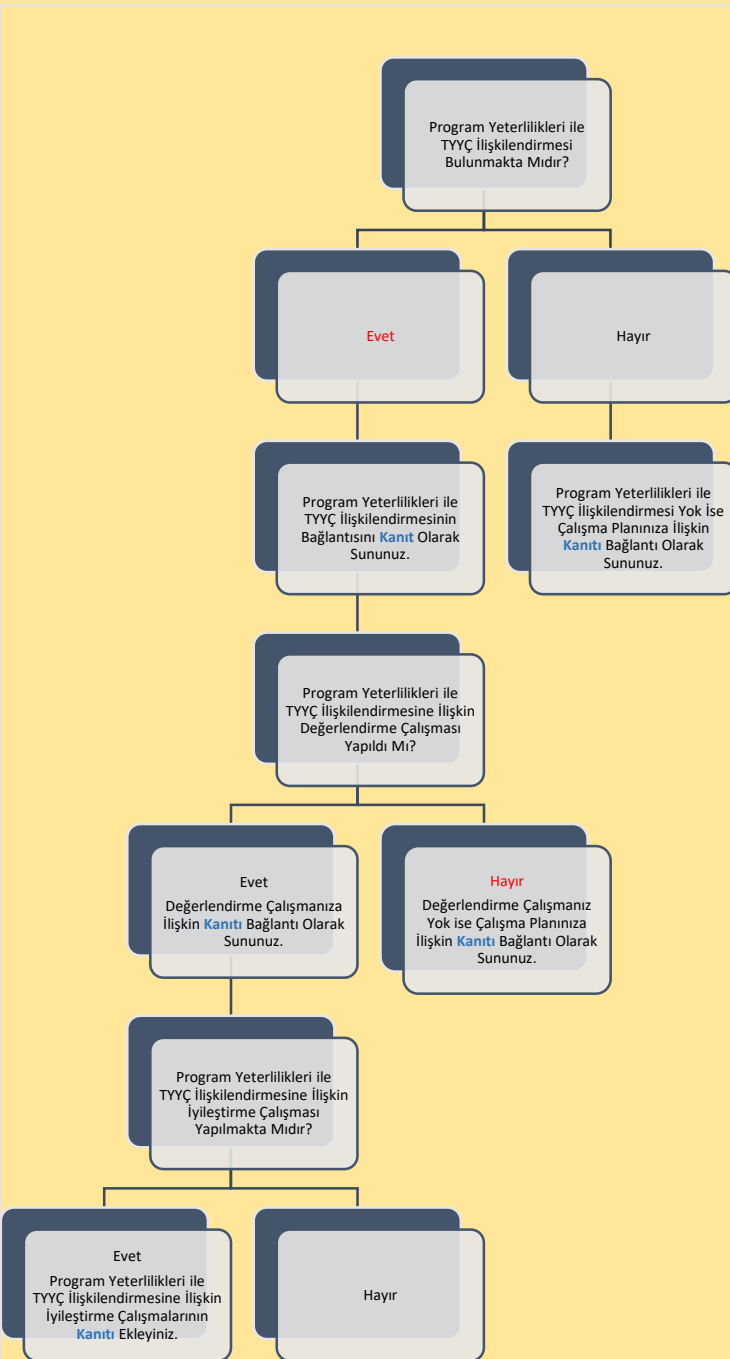 Program Yeterlilikleri ile
TYYÇ İlişkilendirmesi
Bulunmakta Mıdır?
Evet
Hayır
Program Yeterlilikleri ile
TYYÇ İlişkilendirmesinin
Bağlantısını Kanıt Olarak
Sununuz.
Program Yeterlilikleri ile
TYYÇ İlişkilendirmesi Yok İse
Çalışma Planınıza İlişkin
Kanıtı Bağlantı Olarak
Sununuz.
Program Yeterlilikleri ile
TYYÇ İlişkilendirmesine İlişkin
Değerlendirme Çalışması
Yapıldı Mı?
Evet
Değerlendirme Çalışmanıza
İlişkin Kanıtı Bağlantı Olarak
Sununuz.
Hayır
Değerlendirme Çalışmanız
Yok ise Çalışma Planınıza
İlişkin Kanıtı Bağlantı Olarak
Sununuz.
Program Yeterlilikleri ile
TYYÇ İlişkilendirmesine İlişkin
İyileştirme Çalışması
Yapılmakta Mıdır?
Evet
Program Yeterlilikleri ile
TYYÇ İlişkilendirmesine İlişkin
İyileştirme Çalışmalarının
Kanıtı Ekleyiniz.
Hayır